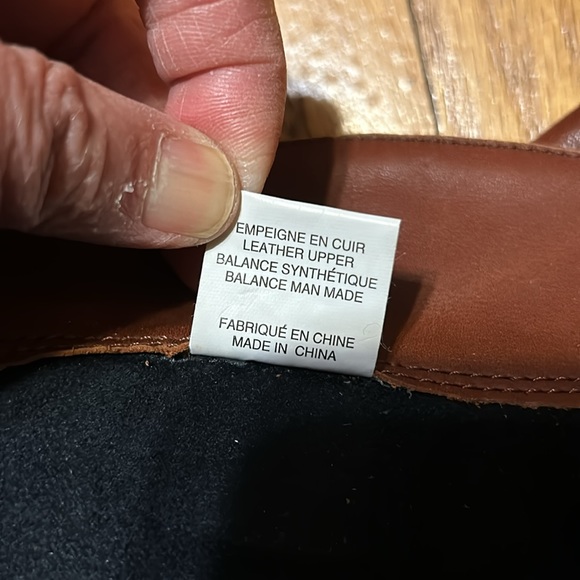 EMPEIGNE EN CUIR
LEATHER UPPER
BALANCE SYNTHÉTIQUE
BALANCE MAN MADE
FABRIQUÉ EN CHINE
MADE IN CHINA